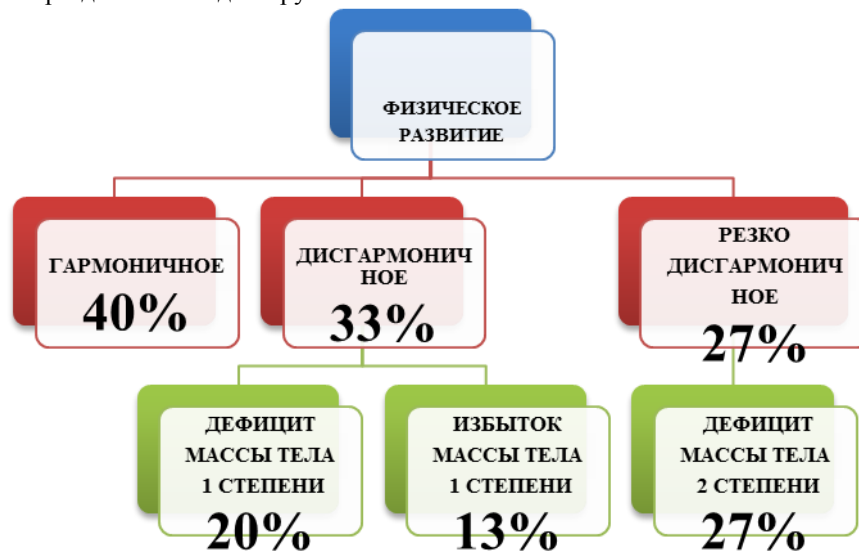 ФИЗИЧЕСКОЕ
РАЗВИТИЕ
ГАРМОНИЧНОЕ
40%
ДИСГАРМОНИЧ
НОЕ
33%
РЕЗКО
ДИСГАРМОНИЧ
НОЕ
27%
ДЕФИЦИТ
МАССЫ ТЕЛА
1 СТЕПЕНИ
20%
ИЗБЫТОК
МАССЫ ТЕЛА
1 СТЕПЕНИ
13%
ДЕФИЦИТ
МАССЫ ТЕЛА
2 СТЕПЕНИ
27%